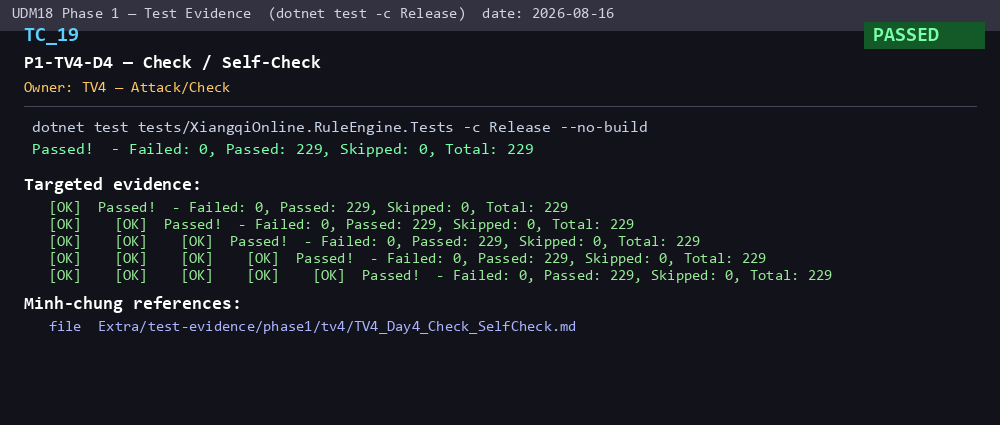 UDM18 Phase 1 — Test Evidence  (dotnet test -c Release)  date: 2026-08-16
TC_19
PASSED
P1-TV4-D4 — Check / Self-Check
Owner: TV4 — Attack/Check
dotnet test tests/XiangqiOnline.RuleEngine.Tests -c Release --no-build
Passed!  - Failed: 0, Passed: 229, Skipped: 0, Total: 229
Targeted evidence:
[OK]  Passed!  - Failed: 0, Passed: 229, Skipped: 0, Total: 229
[OK]    [OK]  Passed!  - Failed: 0, Passed: 229, Skipped: 0, Total: 229
[OK]    [OK]    [OK]  Passed!  - Failed: 0, Passed: 229, Skipped: 0, Total: 229
[OK]    [OK]    [OK]    [OK]  Passed!  - Failed: 0, Passed: 229, Skipped: 0, Total: 229
[OK]    [OK]    [OK]    [OK]    [OK]  Passed!  - Failed: 0, Passed: 229, Skipped: 0, Total: 229
Minh-chung references:
file  Extra/test-evidence/phase1/tv4/TV4_Day4_Check_SelfCheck.md